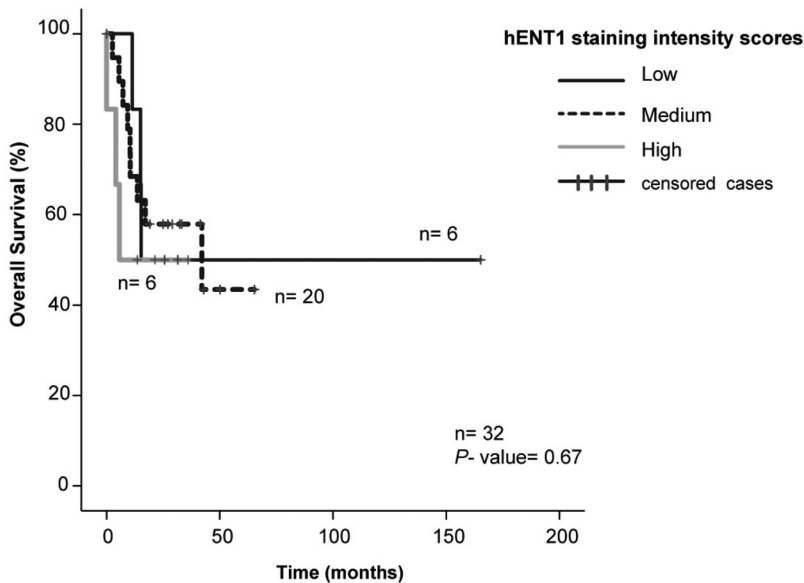 hENT1 staining intensity scores
Low
Medium
High
censored cases
Overall Survival (%)
100
80
60
40
20
0
n= 6
n= 6
n= 20
n= 32
P- value= 0.67
0
50
100
150
200
Time (months)